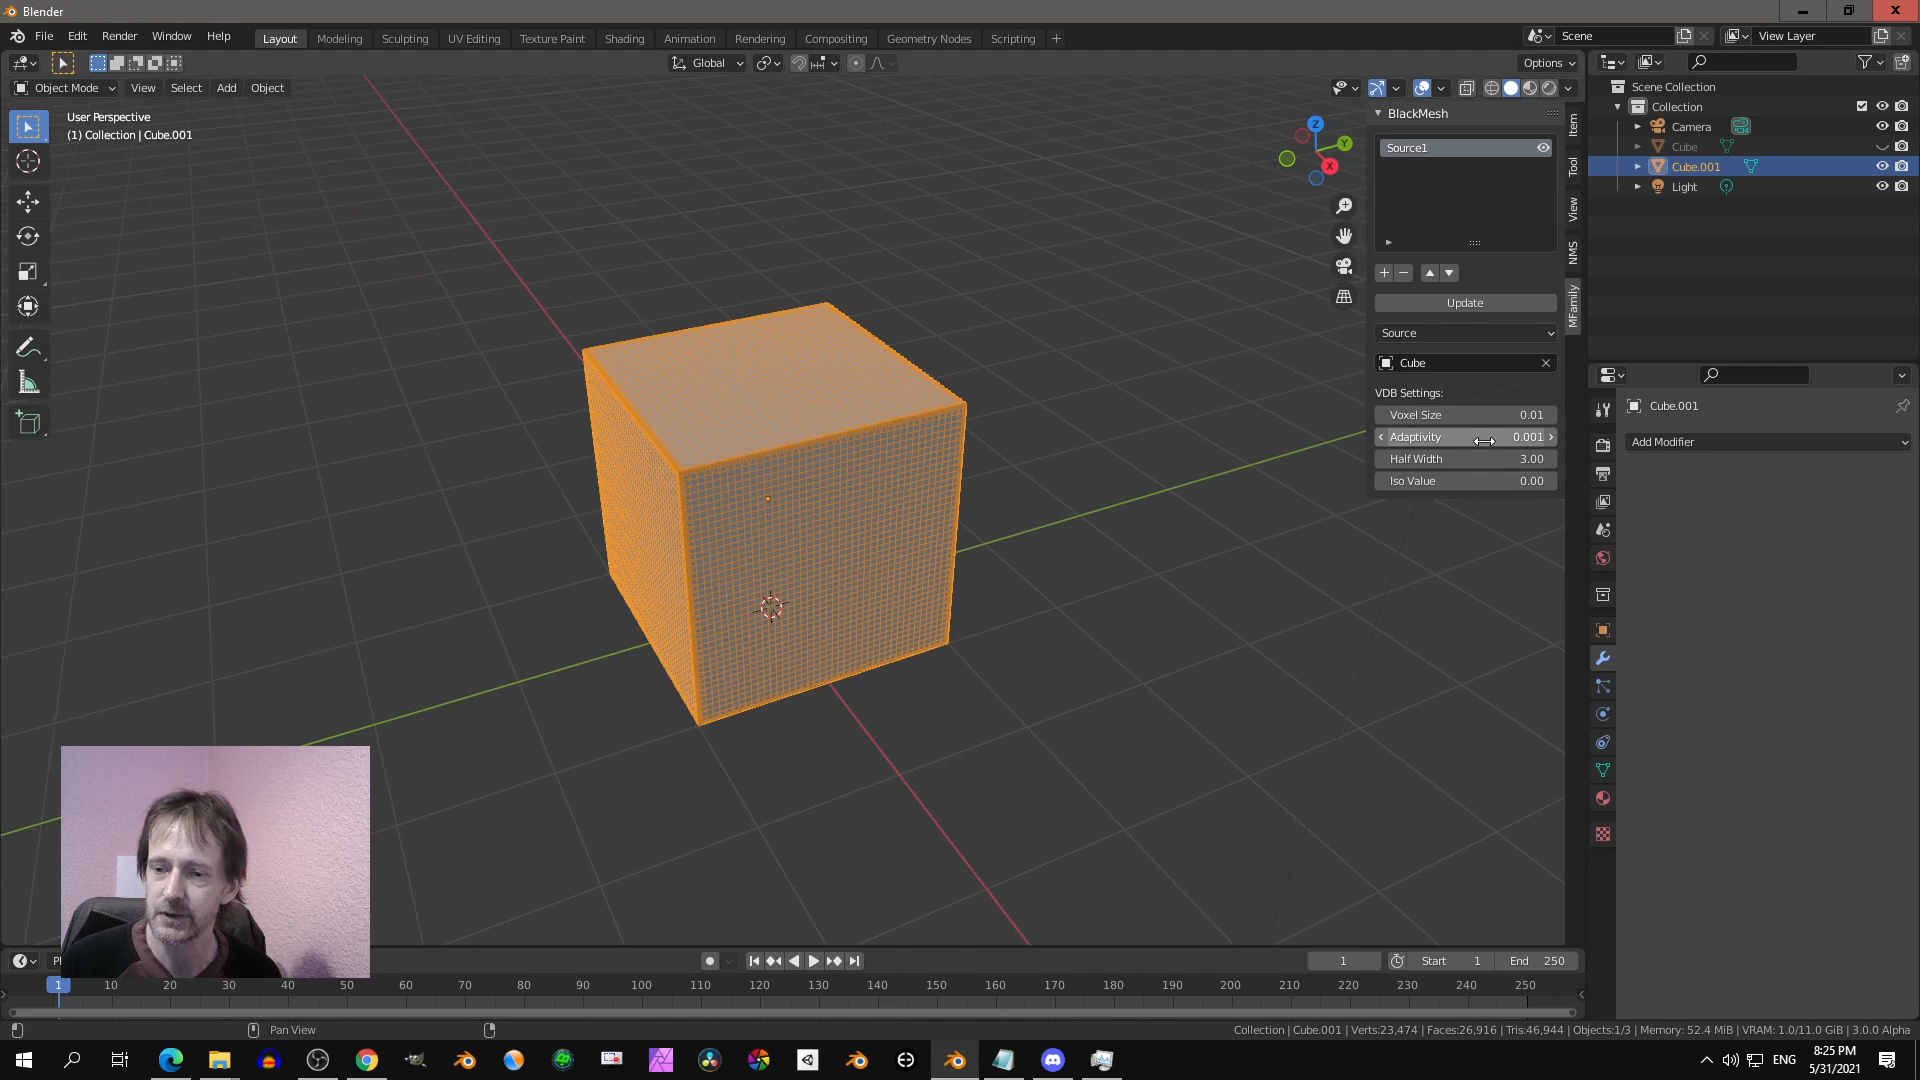 Blender
File Edit Render Window Help
Layout Modeling Sculpting UV Editing Texture Paint Shading Animation Rendering Compositing Geometry Nodes Scripting +
Scene
View Layer
Global
Options
Object Mode View Select Add Object
User Perspective
(1) Collection | Cube.001
Z
Y
X
BlackMesh
Source1
Update
Source
Cube
VDB Settings:
Voxel Size 0.01
Adaptivity 0.001
Half Width 3.00
Iso Value 0.00
Item
Tool
View
NMS
MFamily
Scene Collection
Collection
Camera
Cube
Cube.001
Light
Cube.001
Add Modifier
1
Start 1
End 250
1 10 20 30 40 50 60 70 80 90 100 110 120 130 140 150 160 170 180 190 200 210 220 230 240 250
Pan View
Collection | Cube.001 | Verts:23,474 | Faces:26,916 | Tris:46,944 | Objects:1/3 | Memory: 52.4 MiB | VRAM: 1.0/11.0 GiB | 3.0.0 Alpha
ENG
8:25 PM
5/31/2021